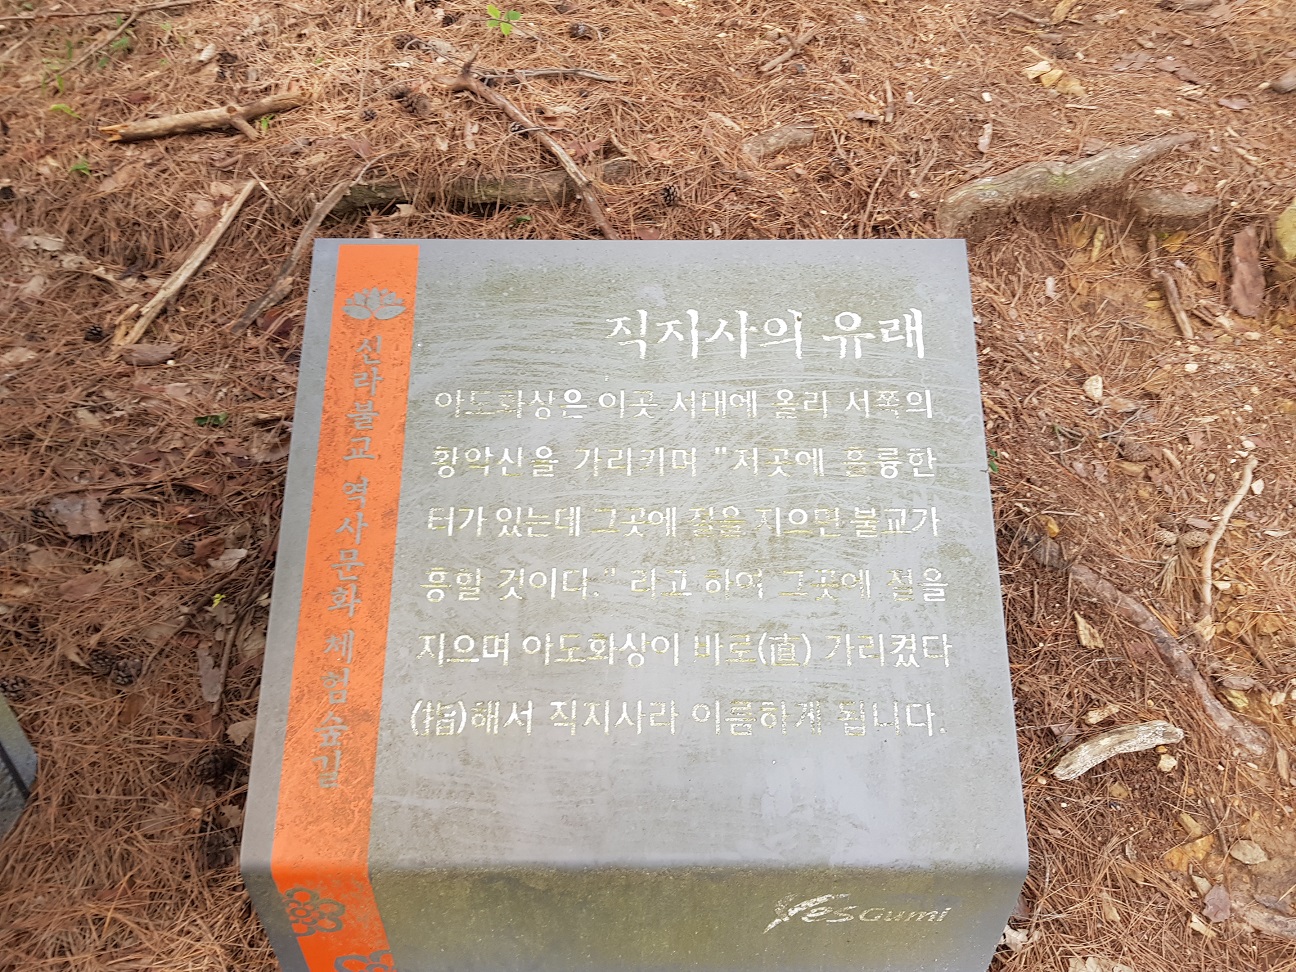 신라불교 역사문화 체험숲길
직지사의 유래
아도화상은 이곳 서대에 올라 서쪽의
황악산을 가리키며 "저곳에 훌륭한
터가 있는데 그곳에 절을 지으면 불교가
흥할 것이다." 라고 하여 그곳에 절을
지으며 아도화상이 바로(直) 가리켰다
(指)해서 직지사라 이름하게 됩니다.
Yes Gumi